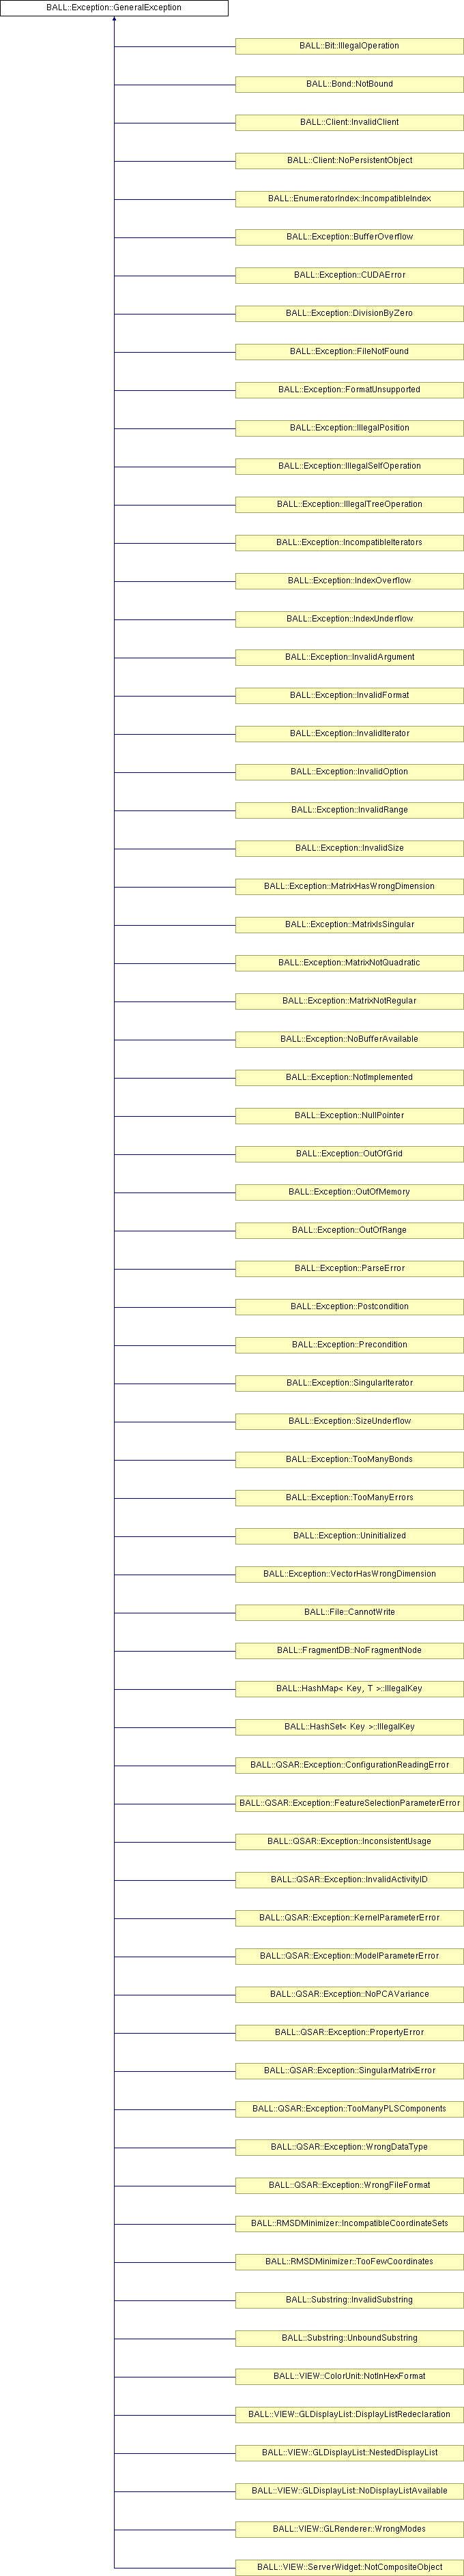 BALL::Exception::GeneralException
BALL::Bit::IllegalOperation
BALL::Bond::NotBound
BALL::Client::InvalidClient
BALL::Client::NoPersistentObject
BALL::EnumeratorIndex::IncompatibleIndex
BALL::Exception::BufferOverflow
BALL::Exception::CUDAError
BALL::Exception::DivisionByZero
BALL::Exception::FileNotFound
BALL::Exception::FormatUnsupported
BALL::Exception::IllegalPosition
BALL::Exception::IllegalSelfOperation
BALL::Exception::IllegalTreeOperation
BALL::Exception::IncompatibleIterators
BALL::Exception::IndexOverflow
BALL::Exception::IndexUnderflow
BALL::Exception::InvalidArgument
BALL::Exception::InvalidFormat
BALL::Exception::InvalidIterator
BALL::Exception::InvalidOption
BALL::Exception::InvalidRange
BALL::Exception::InvalidSize
BALL::Exception::MatrixHasWrongDimension
BALL::Exception::MatrixIsSingular
BALL::Exception::MatrixNotQuadratic
BALL::Exception::MatrixNotRegular
BALL::Exception::NoBufferAvailable
BALL::Exception::NotImplemented
BALL::Exception::NullPointer
BALL::Exception::OutOfGrid
BALL::Exception::OutOfMemory
BALL::Exception::OutOfRange
BALL::Exception::ParseError
BALL::Exception::Postcondition
BALL::Exception::Precondition
BALL::Exception::SingularIterator
BALL::Exception::SizeUnderflow
BALL::Exception::TooManyBonds
BALL::Exception::TooManyErrors
BALL::Exception::Uninitialized
BALL::Exception::VectorHasWrongDimension
BALL::File::CannotWrite
BALL::FragmentDB::NoFragmentNode
BALL::HashMap< Key, T >::IllegalKey
BALL::HashSet< Key >::IllegalKey
BALL::QSAR::Exception::ConfigurationReadingError
BALL::QSAR::Exception::FeatureSelectionParameterError
BALL::QSAR::Exception::InconsistentUsage
BALL::QSAR::Exception::InvalidActivityID
BALL::QSAR::Exception::KernelParameterError
BALL::QSAR::Exception::ModelParameterError
BALL::QSAR::Exception::NoPCAVariance
BALL::QSAR::Exception::PropertyError
BALL::QSAR::Exception::SingularMatrixError
BALL::QSAR::Exception::TooManyPLSComponents
BALL::QSAR::Exception::WrongDataType
BALL::QSAR::Exception::WrongFileFormat
BALL::RMSDMinimizer::IncompatibleCoordinateSets
BALL::RMSDMinimizer::TooFewCoordinates
BALL::Substring::InvalidSubstring
BALL::Substring::UnboundSubstring
BALL::VIEW::ColorUnit::NotInHexFormat
BALL::VIEW::GLDisplayList::DisplayListRedeclaration
BALL::VIEW::GLDisplayList::NestedDisplayList
BALL::VIEW::GLDisplayList::NoDisplayListAvailable
BALL::VIEW::GLRenderer::WrongModes
BALL::VIEW::ServerWidget::NotCompositeObject